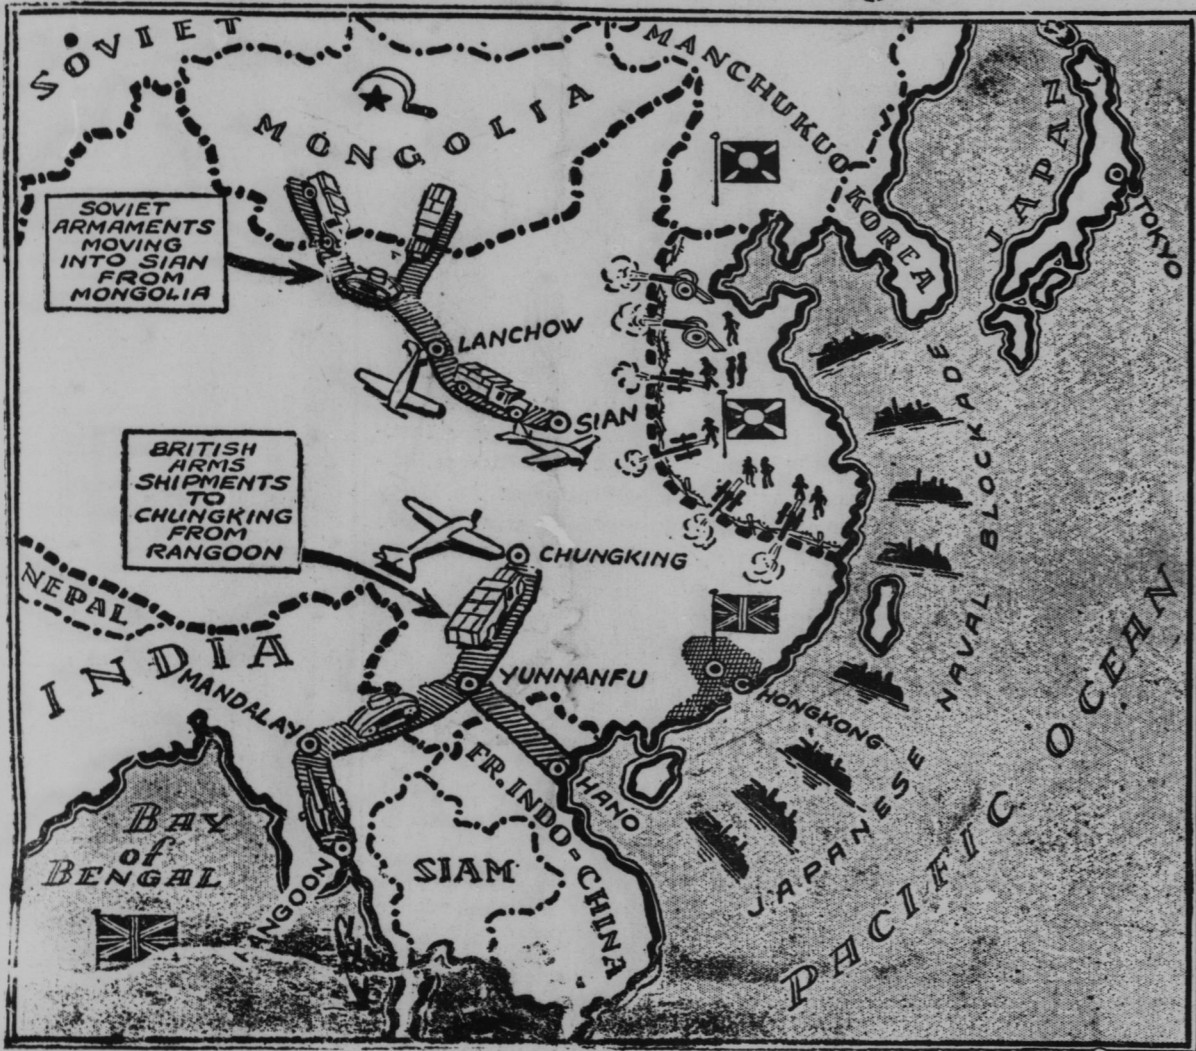 SOVIET
MONGOLIA
MANCHUKUO
KOREA
JAPAN
TOKYO
SOVIET
ARMAMENTS
MOVING
INTO SIAN
FROM
MONGOLIA
LANCHOW
SIAN
BRITISH
ARMS
SHIPMENTS
TO
CHUNGKING
FROM
RANGOON
CHUNGKING
NEPAL
INDIA
MANDALAY
YUNNANFU
HONGKONG
FR. INDO-CHINA
HANO
SIAM
BAY
of
BENGAL
RANGOON
JAPANESE NAVAL BLOCKADE
PACIFIC OCEAN